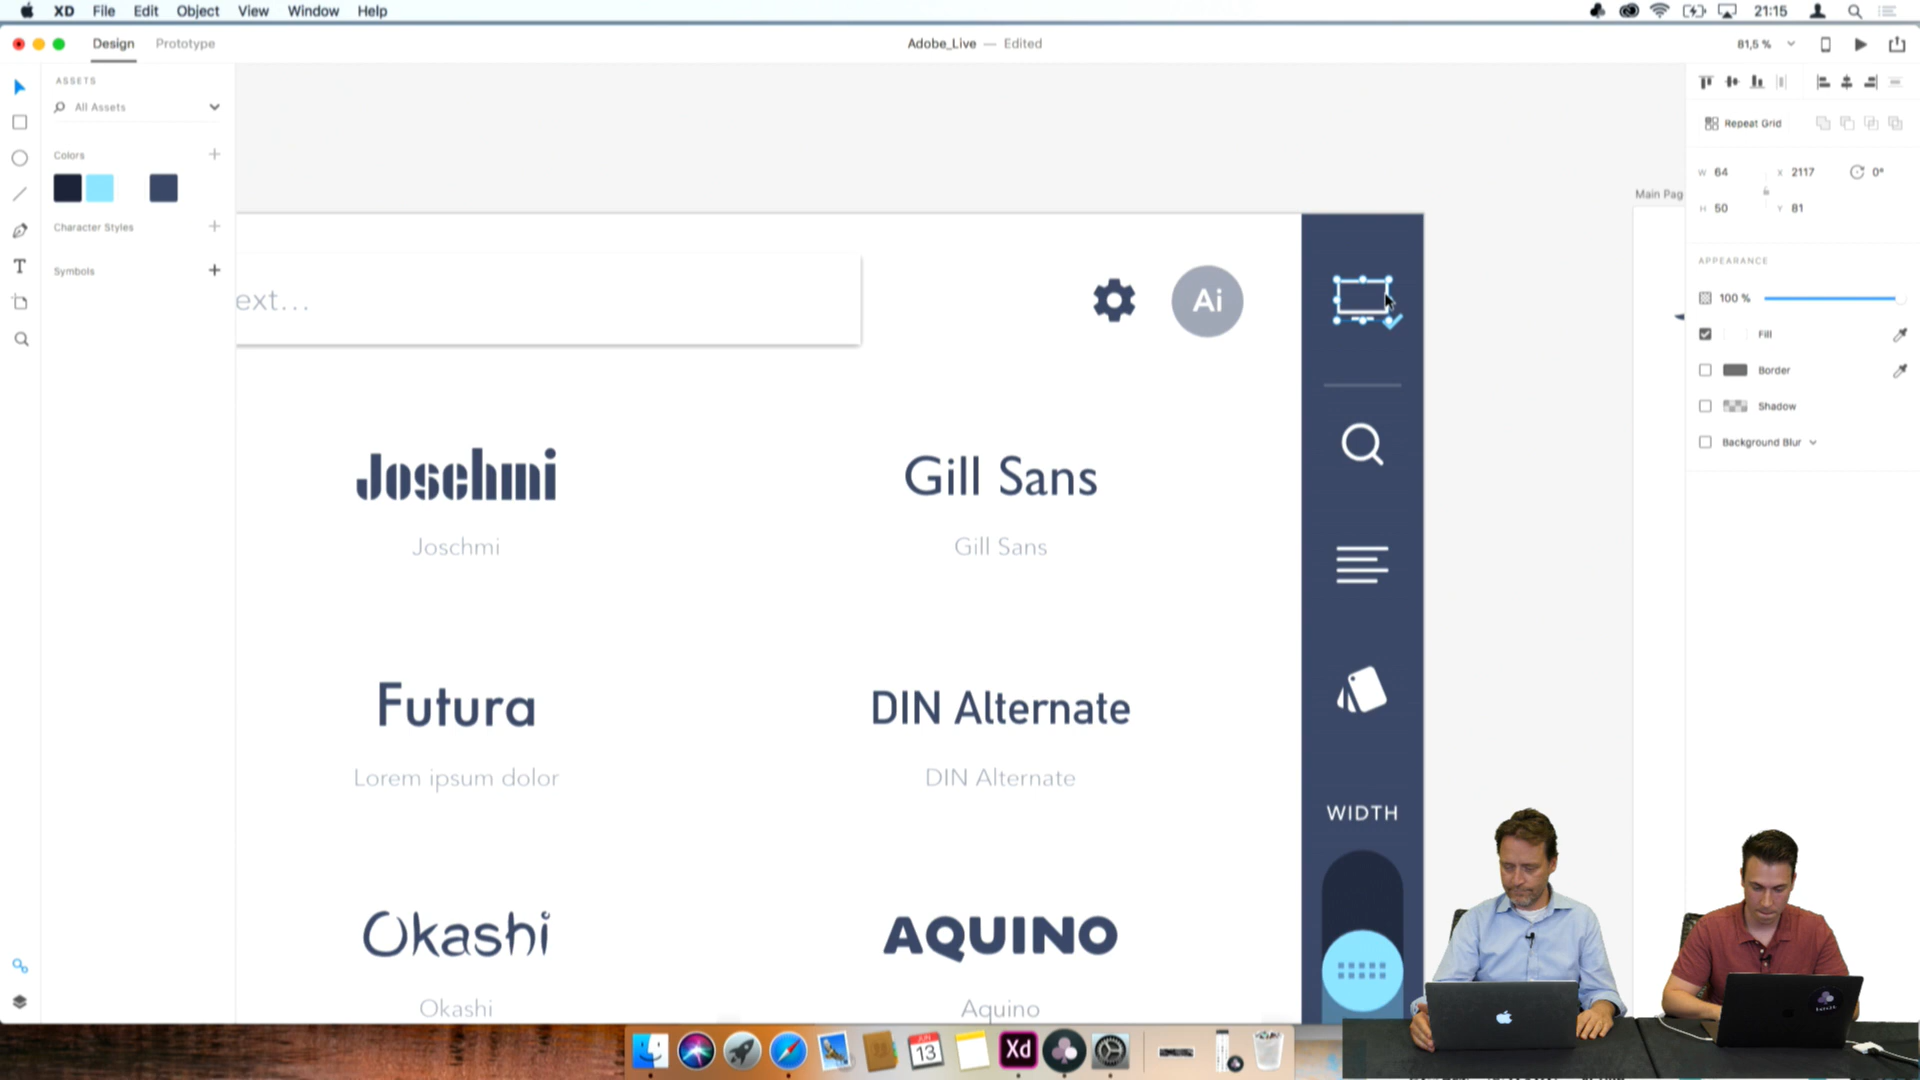 XD File Edit Object View Window Help
21:15
Design Prototype
Adobe_Live — Edited
81,5 %
ASSETS
All Assets
Colors
Character Styles
Symbols
Repeat Grid
W 64 X 2117 0°
H 50 Y 81
Main Pag
APPEARANCE
100 %
Fill
Border
Shadow
Background Blur
ext...
Ai
Joschmi
Gill Sans
Joschmi
Gill Sans
Futura
DIN Alternate
Lorem ipsum dolor
DIN Alternate
WIDTH
Okashi
AQUINO
Okashi
Aquino
13
Xd